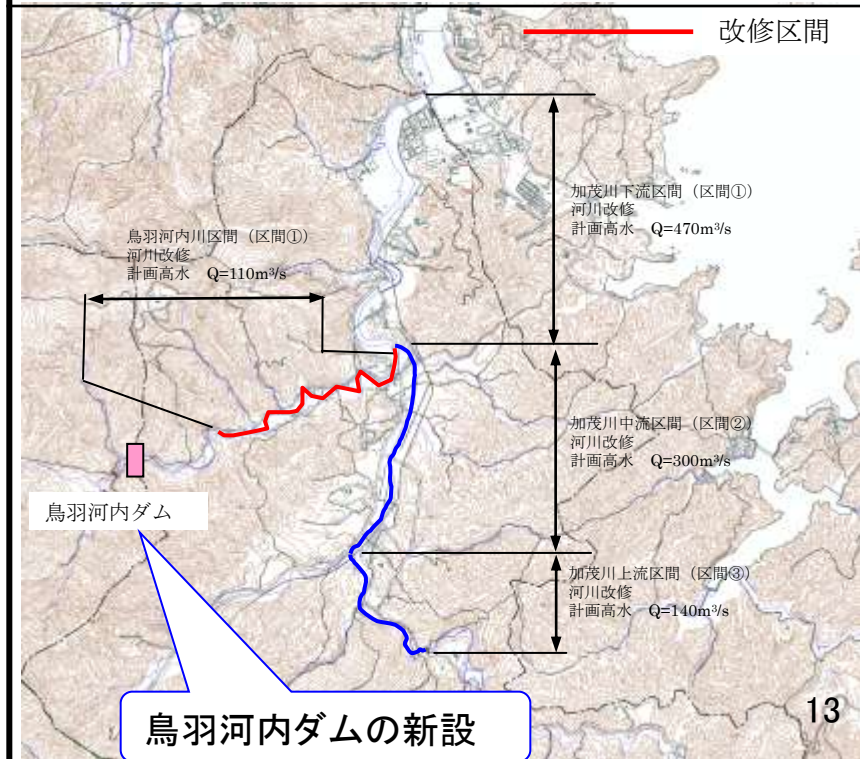 改修区間
加茂川下流区間（区間①）
河川改修
計画高水　Q=470m³/s
鳥羽河内川区間（区間①）
河川改修
計画高水　Q=110m³/s
加茂川中流区間（区間②）
河川改修
計画高水　Q=300m³/s
鳥羽河内ダム
加茂川上流区間（区間③）
河川改修
計画高水　Q=140m³/s
鳥羽河内ダムの新設
13